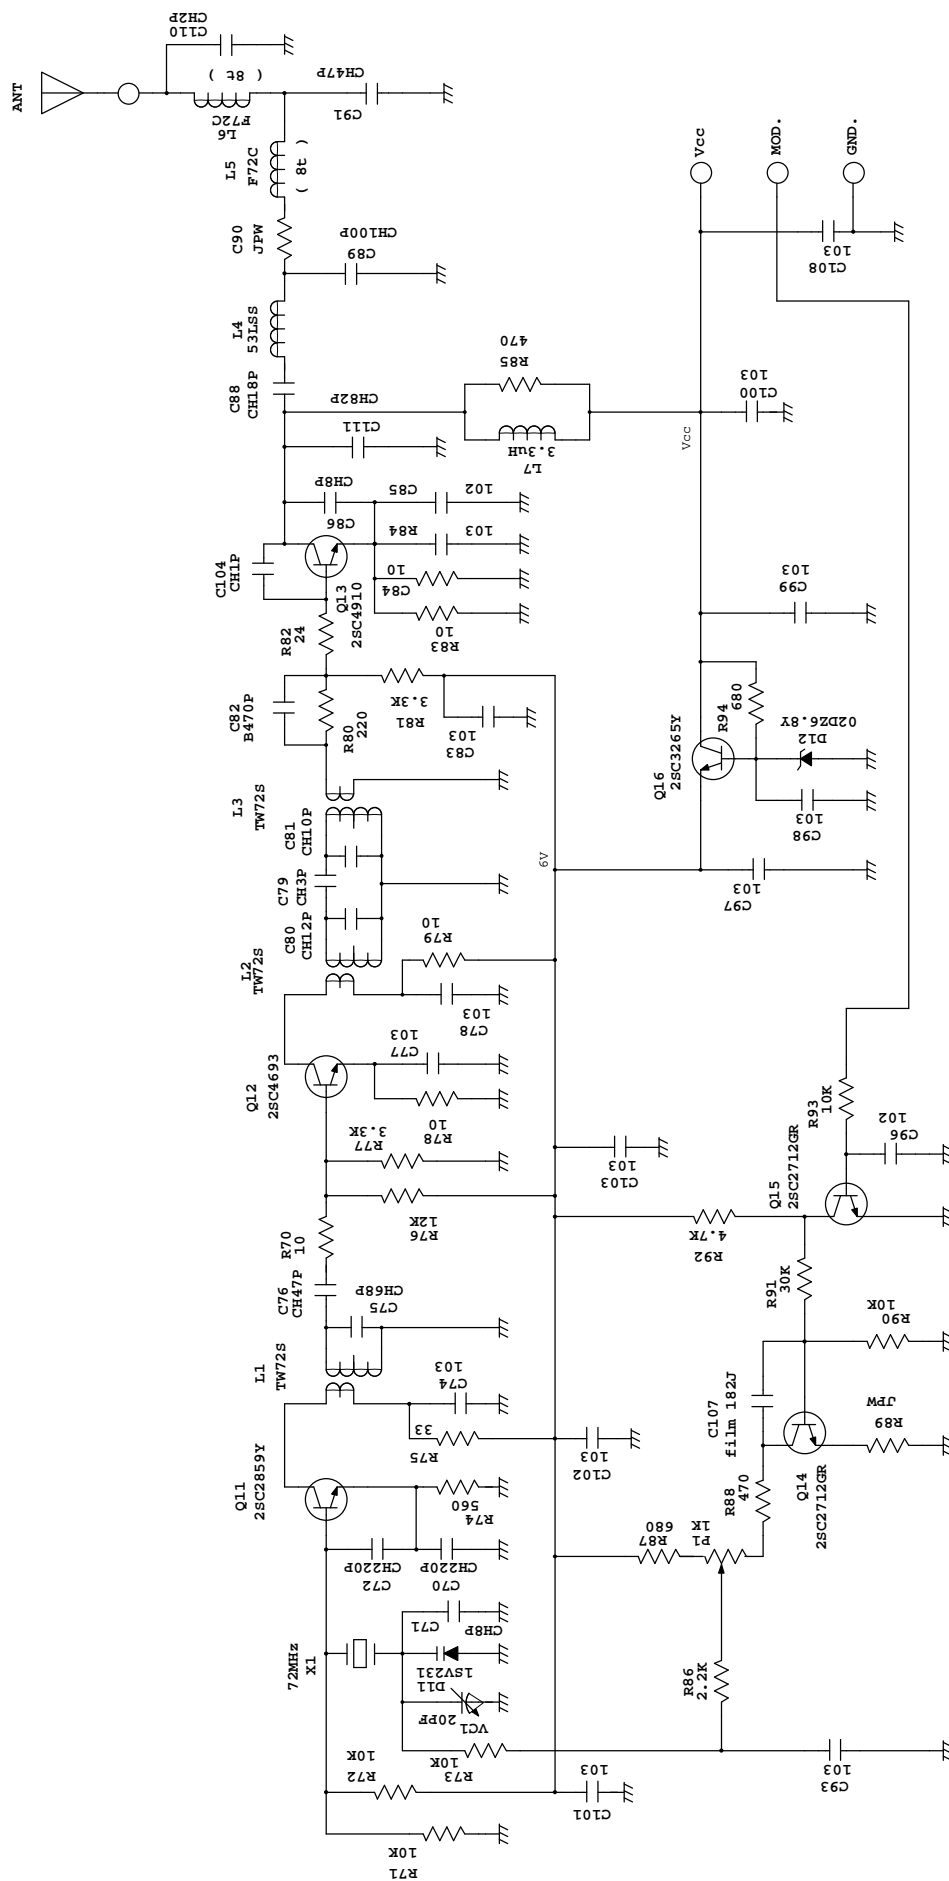 ANT
C110
CH2P
L6
F72C
( 8t )
C91
CH47P
L5
F72C
( 8t )
C90
JPW
C89
CH100P
L4
53LSS
C88
CH18P
C111
CH82P
R85
470
L7
3.3uH
Vcc
MOD.
GND.
C108
103
C100
103
Vcc
C104
CH1P
C86
CH8P
Q13
2SC4910
C85
102
R84
103
C84
10
R83
10
R82
24
C82
B470P
R80
220
R81
3.3K
C83
103
C99
103
R94
680
D12
02DZ6.8Y
Q16
2SC3265Y
C98
103
C97
103
6V
L3
TW72S
C81
CH10P
C79
CH3P
C80
CH12P
L2
TW72S
R79
10
C78
103
Q12
2SC4693
C77
103
R78
10
R77
3.3K
R76
12K
C103
103
R70
10
C76
CH47P
C75
CH68P
L1
TW72S
C74
103
R75
33
C102
103
Q11
2SC2859Y
R74
560
C72
CH220P
C70
CH220P
C71
CH8P
72MHz
X1
D11
1SV231
VC1
20PF
R73
10K
R72
10K
R71
10K
C101
103
R93
10K
C96
102
Q15
2SC2712GR
R92
4.7K
R91
30K
R90
10K
C107
film 182J
R89
JPW
Q14
2SC2712GR
R88
470
R87
680
P1
1K
R86
2.2K
C93
103